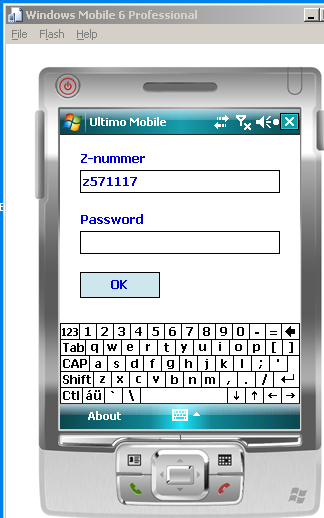 Windows Mobile 6 Professional
File Flash Help
Ultimo Mobile
Z-nummer
z571117
Password
OK
123 1 2 3 4 5 6 7 8 9 0 - =
Tab q w e r t y u i o p [ ]
CAP a s d f g h j k l ; '
Shift z x c v b n m , . /
Ctl áü ` \
About